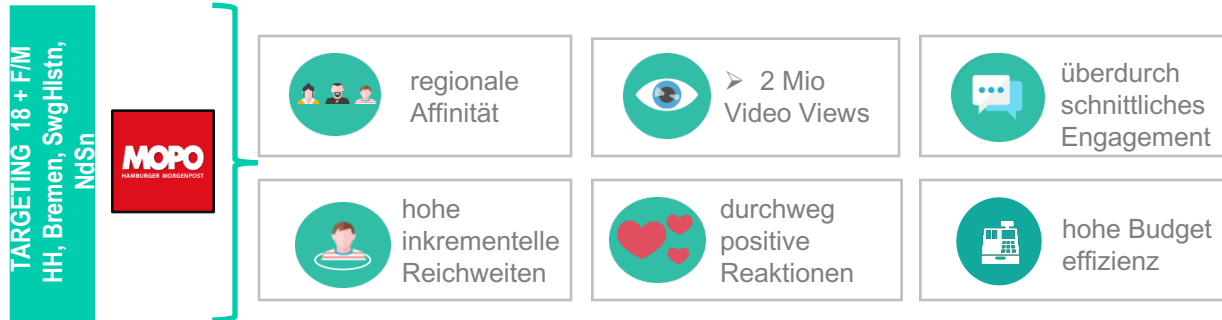 TARGETING 18 + F/M
HH, Bremen, SwgHlstn,
NdSn
MOPO
HAMBURGER MORGENPOST
regionale
Affinität
➢ 2 Mio
Video Views
überdurch
schnittliches
Engagement
hohe
inkrementelle
Reichweiten
durchweg
positive
Reaktionen
hohe Budget
effizienz